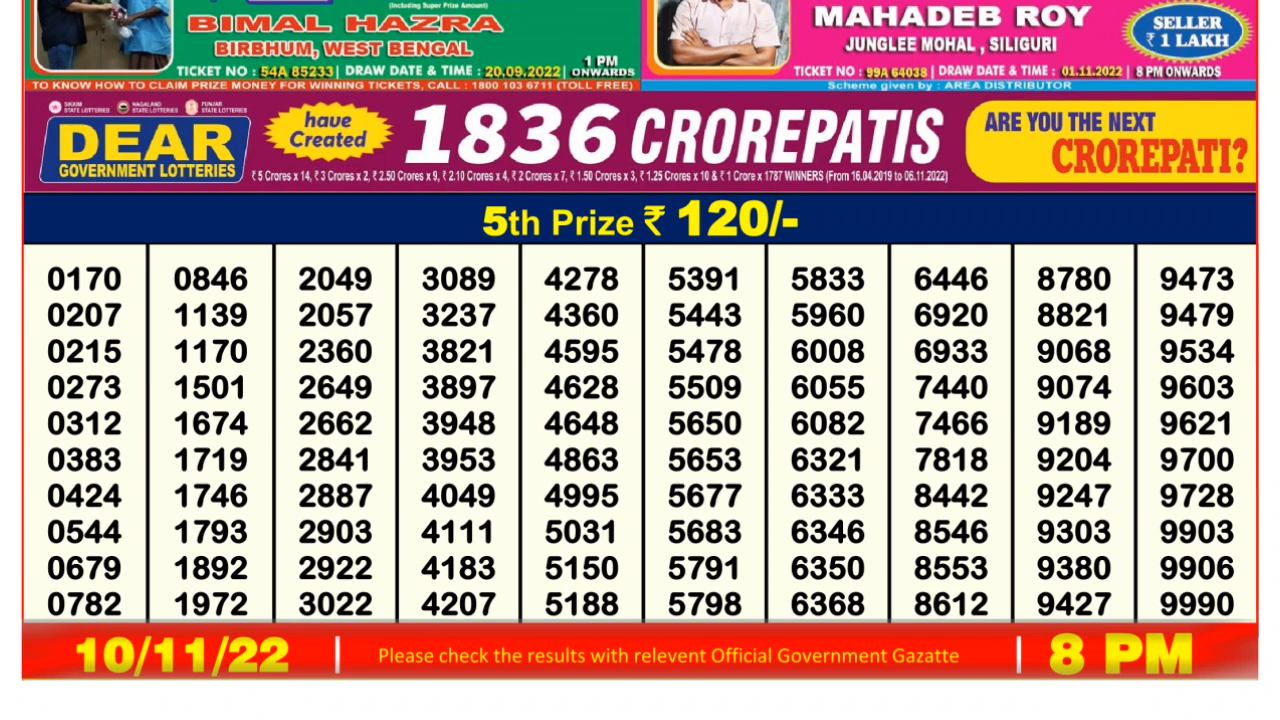 (Including Super Prize Amount)
BIMAL HAZRA
BIRBHUM, WEST BENGAL
TICKET NO : 54A 85233 | DRAW DATE & TIME : 20.09.2022 | 1 PM ONWARDS
TO KNOW HOW TO CLAIM PRIZE MONEY FOR WINNING TICKETS, CALL : 1800 103 6711 (TOLL FREE)
MAHADEB ROY
JUNGLEE MOHAL , SILIGURI
SELLER
₹ 1 LAKH
TICKET NO : 99A 64038 | DRAW DATE & TIME : 01.11.2022 | 8 PM ONWARDS
Scheme given by : AREA DISTRIBUTOR
SIKKIM STATE LOTTERIES NAGALAND STATE LOTTERIES PUNJAB STATE LOTTERIES
DEAR
GOVERNMENT LOTTERIES
have
Created
1836 CROREPATIS
₹ 5 Crores x 14, ₹ 3 Crores x 2, ₹ 2.50 Crores x 9, ₹ 2.10 Crores x 4, ₹ 2 Crores x 7, ₹ 1.50 Crores x 3, ₹ 1.25 Crores x 10 & ₹ 1 Crore x 1787 WINNERS (From 16.04.2019 to 06.11.2022)
ARE YOU THE NEXT
CROREPATI?
5th Prize ₹ 120/-
0170 0846 2049 3089 4278 5391 5833 6446 8780 9473
0207 1139 2057 3237 4360 5443 5960 6920 8821 9479
0215 1170 2360 3821 4595 5478 6008 6933 9068 9534
0273 1501 2649 3897 4628 5509 6055 7440 9074 9603
0312 1674 2662 3948 4648 5650 6082 7466 9189 9621
0383 1719 2841 3953 4863 5653 6321 7818 9204 9700
0424 1746 2887 4049 4995 5677 6333 8442 9247 9728
0544 1793 2903 4111 5031 5683 6346 8546 9303 9903
0679 1892 2922 4183 5150 5791 6350 8553 9380 9906
0782 1972 3022 4207 5188 5798 6368 8612 9427 9990
10/11/22 | Please check the results with relevent Official Government Gazatte | 8 PM